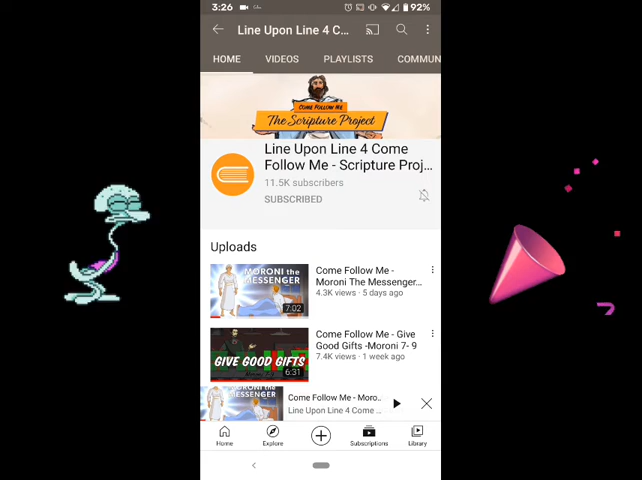 3:26
92%
Line Upon Line 4 C...
HOME VIDEOS PLAYLISTS COMMUN
COME FOLLOW ME
The Scripture Project
Line Upon Line 4 Come
Follow Me - Scripture Proj...
11.5K subscribers
SUBSCRIBED
Uploads
MORONI the
MESSENGER
7:02
Come Follow Me -
Moroni The Messenger...
4.3K views · 5 days ago
GIVE GOOD GIFTS
6:31
Come Follow Me - Give
Good Gifts -Moroni 7- 9
7.4K views · 1 week ago
MORONI the
MESSENGER
Come Follow Me - Moro..
Line Upon Line 4 Come ...
Home Explore Subscriptions Library